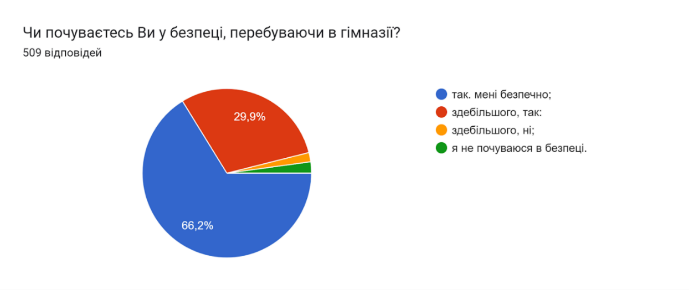 Чи почуваєтесь Ви у безпеці, перебуваючи в гімназії?
509 відповідей
так. мені безпечно;
здебільшого, так:
здебільшого, ні;
я не почуваюся в безпеці.
29,9%
66,2%